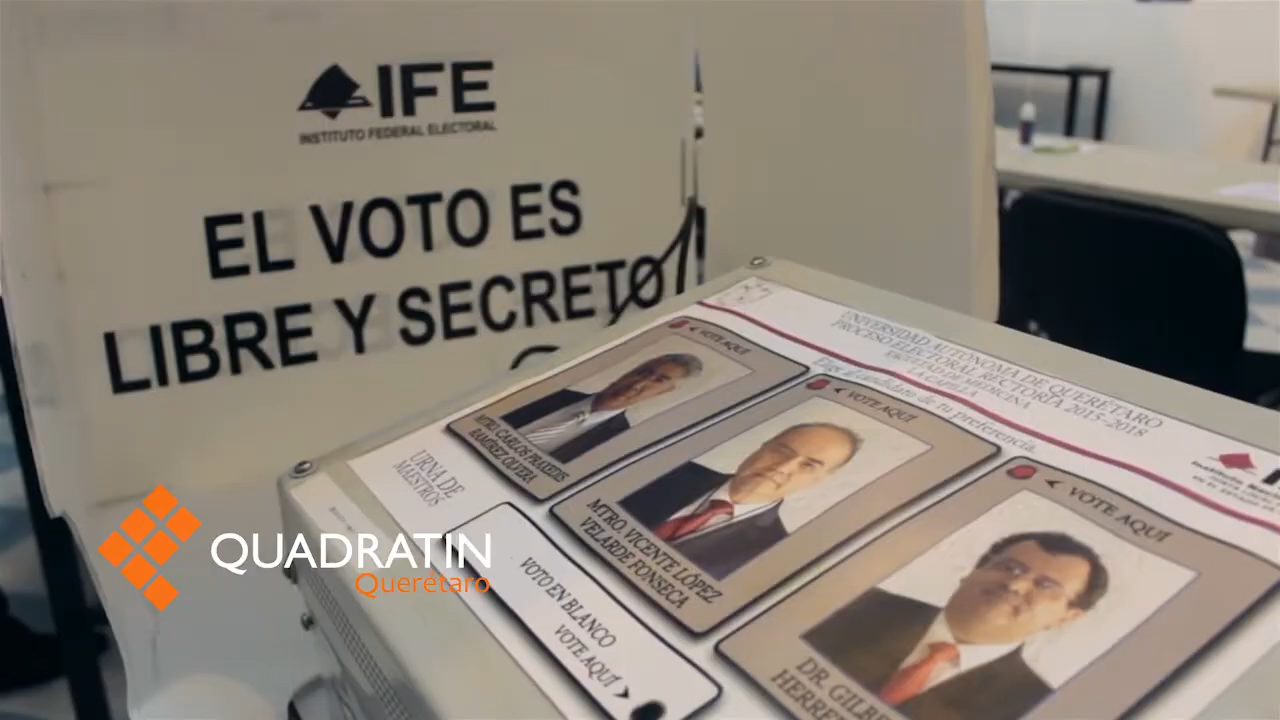 IFE
INSTITUTO FEDERAL ELECTORAL
EL VOTO ES
LIBRE Y SECRETO
UNIVERSIDAD AUTÓNOMA DE QUERÉTARO
PROCESO ELECTORAL RECTORÍA 2015-2018
FACULTAD DE MEDICINA
LA CAPILLA
Elige al candidato de tu preferencia.
VOTE AQUÍ
MTRO. CARLOS PRAXEDIS
RAMÍREZ OLVERA
VOTE AQUÍ
MTRO. VICENTE LÓPEZ
VELARDE FONSECA
VOTE AQUÍ
DR. GILBE
HERRE
URNA DE
MAESTROS
VOTO EN BLANCO
VOTE AQUÍ
QUADRATIN
Querétaro